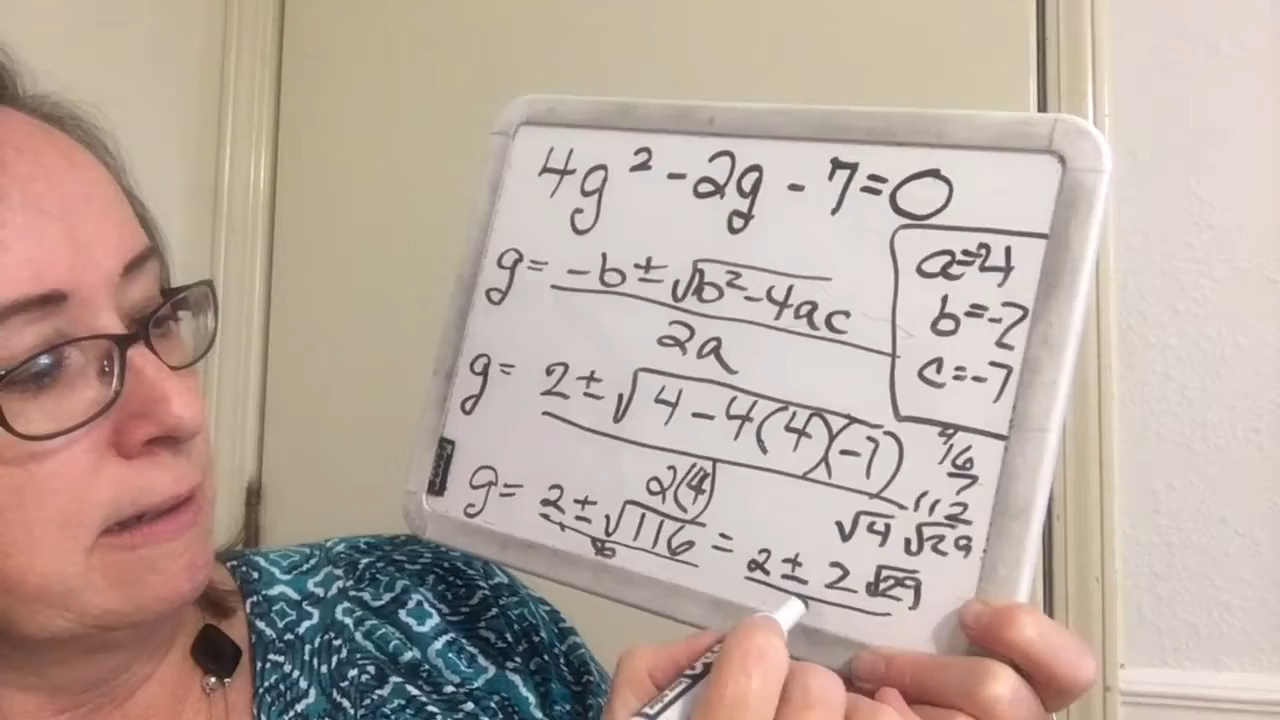 4g² - 2g - 7 = 0
a = 4
b = -2
c = -7
g = -b ± √b² - 4ac
2a
g = 2 ± √4 - 4(4)(-7)
2(4)
16
7
112
√4 √29
g = 2 ± √116 = 2 ± 2√29
8